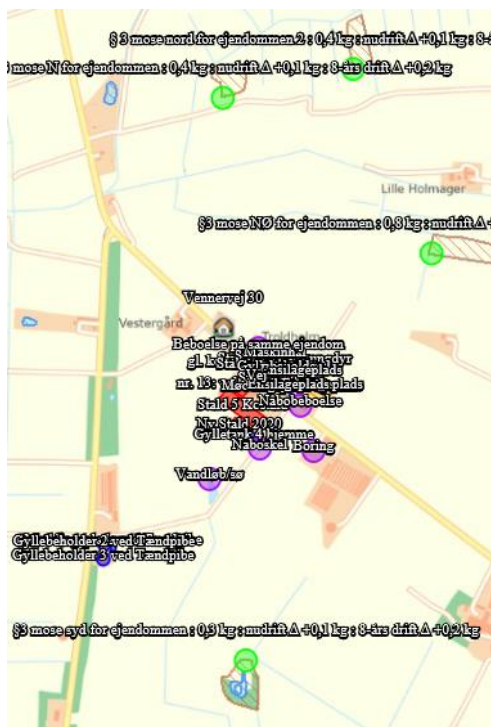 § 3 mose nord for ejendommen 2 : 0,4 kg : nudrift Δ +0,1 kg : 8-å
mose N for ejendommen : 0,4 kg : nudrift Δ +0,1 kg : 8-års drift Δ +0,2 kg
Lille Holmager
§3 mose NØ for ejendommen : 0,8 kg : nudrift Δ +
Vennervej 30
Vestergård
Troldholm
Beboelse på samme ejendom
Nabobeboelse
Stald 5
Ny Stald 2020
Gylletank 4 hjemme
Naboskel
Boring
Vandløb/sø
Gyllebeholder 2 ved Tændpibe
Gyllebeholder 3 ved Tændpibe
§3 mose syd for ejendommen : 0,3 kg : nudrift Δ +0,1 kg : 8-års drift Δ +0,2 kg